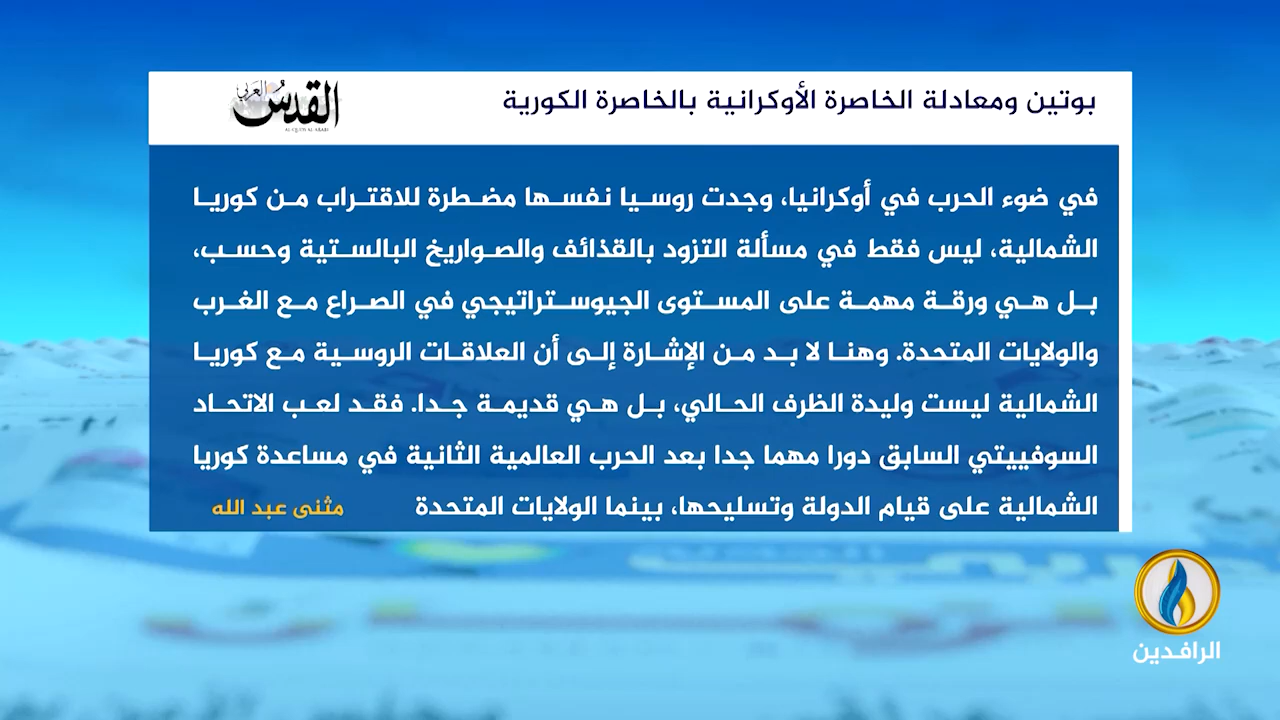 بوتين ومعادلة الخاصرة الأوكرانية بالخاصرة الكورية
القدس العربي
AL-QUDS AL-ARABI
في ضوء الحرب في أوكرانيا، وجدت روسيا نفسها مضطرة للاقتراب من كوريا
الشمالية، ليس فقط في مسألة التزود بالقذائف والصواريخ البالستية وحسب،
بل هي ورقة مهمة على المستوى الجيوستراتيجي في الصراع مع الغرب
والولايات المتحدة. وهنا لا بد من الإشارة إلى أن العلاقات الروسية مع كوريا
الشمالية ليست وليدة الظرف الحالي، بل هي قديمة جدا. فقد لعب الاتحاد
السوفييتي السابق دورا مهما جدا بعد الحرب العالمية الثانية في مساعدة كوريا
الشمالية على قيام الدولة وتسليحها، بينما الولايات المتحدة
مثنى عبد الله
الرافدين